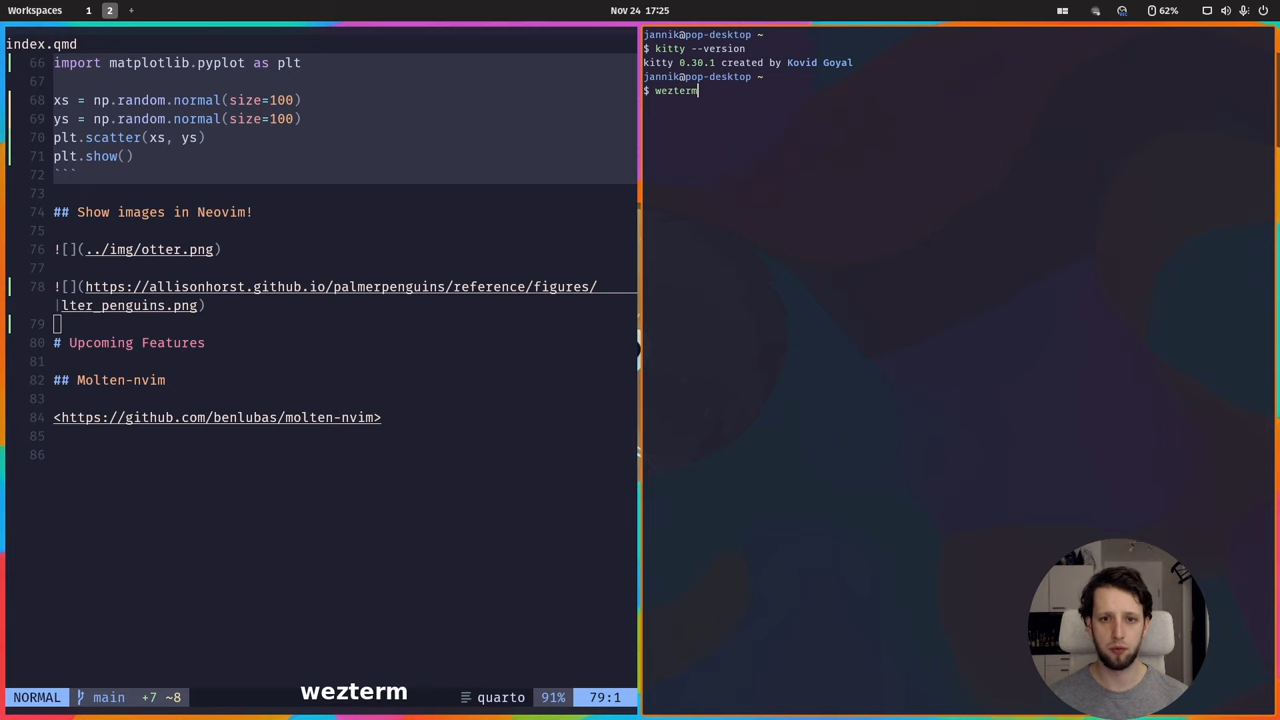 Workspaces 1 2 +
Nov 24 17:25
62%
index.qmd
66 import matplotlib.pyplot as plt
67
68 xs = np.random.normal(size=100)
69 ys = np.random.normal(size=100)
70 plt.scatter(xs, ys)
71 plt.show()
72 ```
73
74 ## Show images in Neovim!
75
76 ![](../img/otter.png)
77
78 ![](https://allisonhorst.github.io/palmerpenguins/reference/figures/
|lter_penguins.png)
79
80 # Upcoming Features
81
82 ## Molten-nvim
83
84 <https://github.com/benlubas/molten-nvim>
85
86
NORMAL main +7 ~8 quarto 91% 79:1
wezterm
jannik@pop-desktop ~
$ kitty --version
kitty 0.30.1 created by Kovid Goyal
jannik@pop-desktop ~
$ wezterm